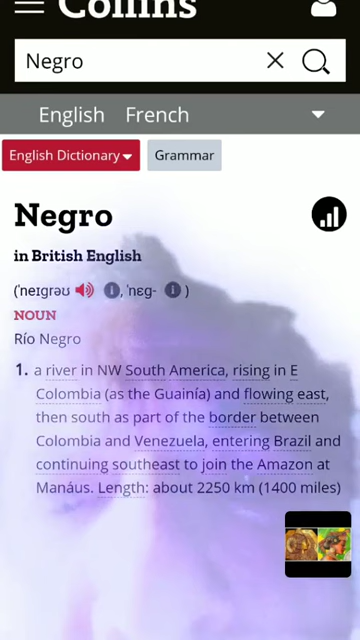 Collins
Negro
English French
English Dictionary
Grammar
Negro
in British English
(ˈneɪɡrəʊ , ˈnɛɡ- )
NOUN
Río Negro
1. a river in NW South America, rising in E
Colombia (as the Guainía) and flowing east,
then south as part of the border between
Colombia and Venezuela, entering Brazil and
continuing southeast to join the Amazon at
Manáus. Length: about 2250 km (1400 miles)